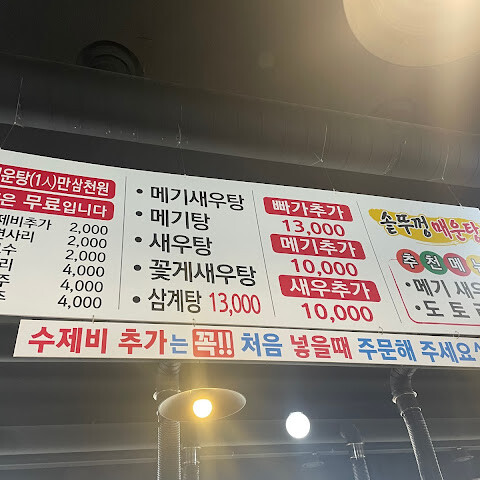 운탕(1人)만삼천원
은 무료입니다
제비추가 2,000
사리 2,000
수 2,000
리 4,000
주 4,000
주 4,000
• 메기새우탕
• 메기탕
• 새우탕
• 꽃게새우탕
• 삼계탕 13,000
빠가추가
13,000
메기추가
10,000
새우추가
10,000
솥뚜껑 매운탕
추천메
• 메기 새우
• 도토리
수제비 추가는 꼭!! 처음 넣을때 주문해 주세요